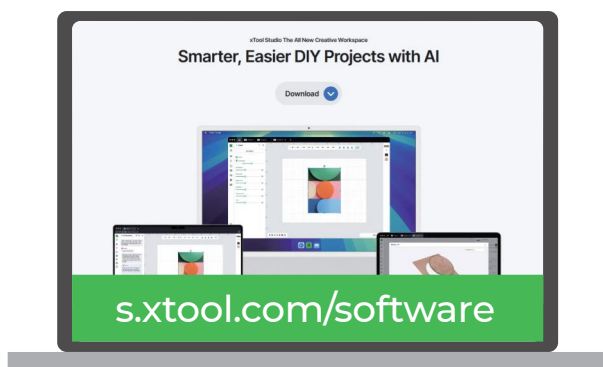 xTool Studio The All New Creative Workspace
Smarter, Easier DIY Projects with AI
Download
s.xtool.com/software